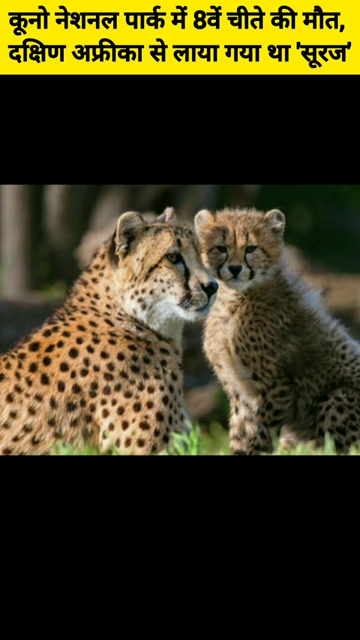 कूनो नेशनल पार्क में 8वें चीते की मौत,
दक्षिण अफ्रीका से लाया गया था 'सूरज'